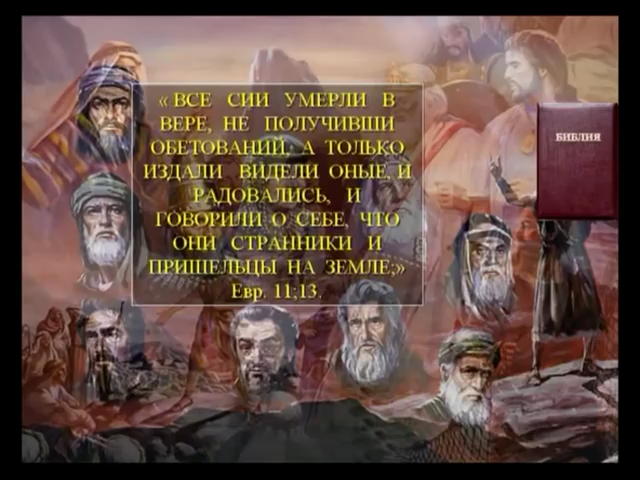 « ВСЕ СИИ УМЕРЛИ В
ВЕРЕ, НЕ ПОЛУЧИВШИ
ОБЕТОВАНИЙ, А ТОЛЬКО
ИЗДАЛИ ВИДЕЛИ ОНЫЕ, И
РАДОВАЛИСЬ, И
ГОВОРИЛИ О СЕБЕ, ЧТО
ОНИ СТРАННИКИ И
ПРИШЕЛЬЦЫ НА ЗЕМЛЕ;»
Евр. 11;13.
БИБЛИЯ